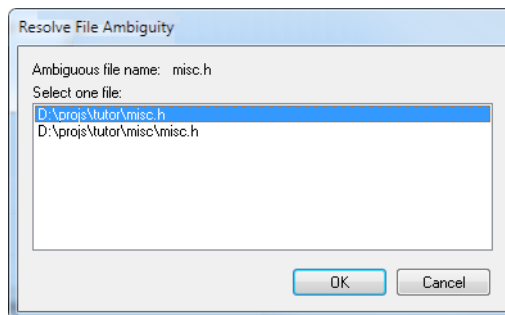 Resolve File Ambiguity
Ambiguous file name: misc.h
Select one file:
D:\projs\tutor\misc.h
D:\projs\tutor\misc\misc.h
OK Cancel